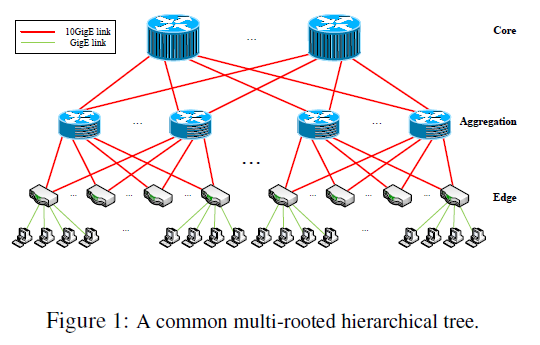 10GigE link
GigE link
Core
...
Aggregation
... ...
...
Edge
... ... ... ... ... ...
... ...
Figure 1: A common multi-rooted hierarchical tree.